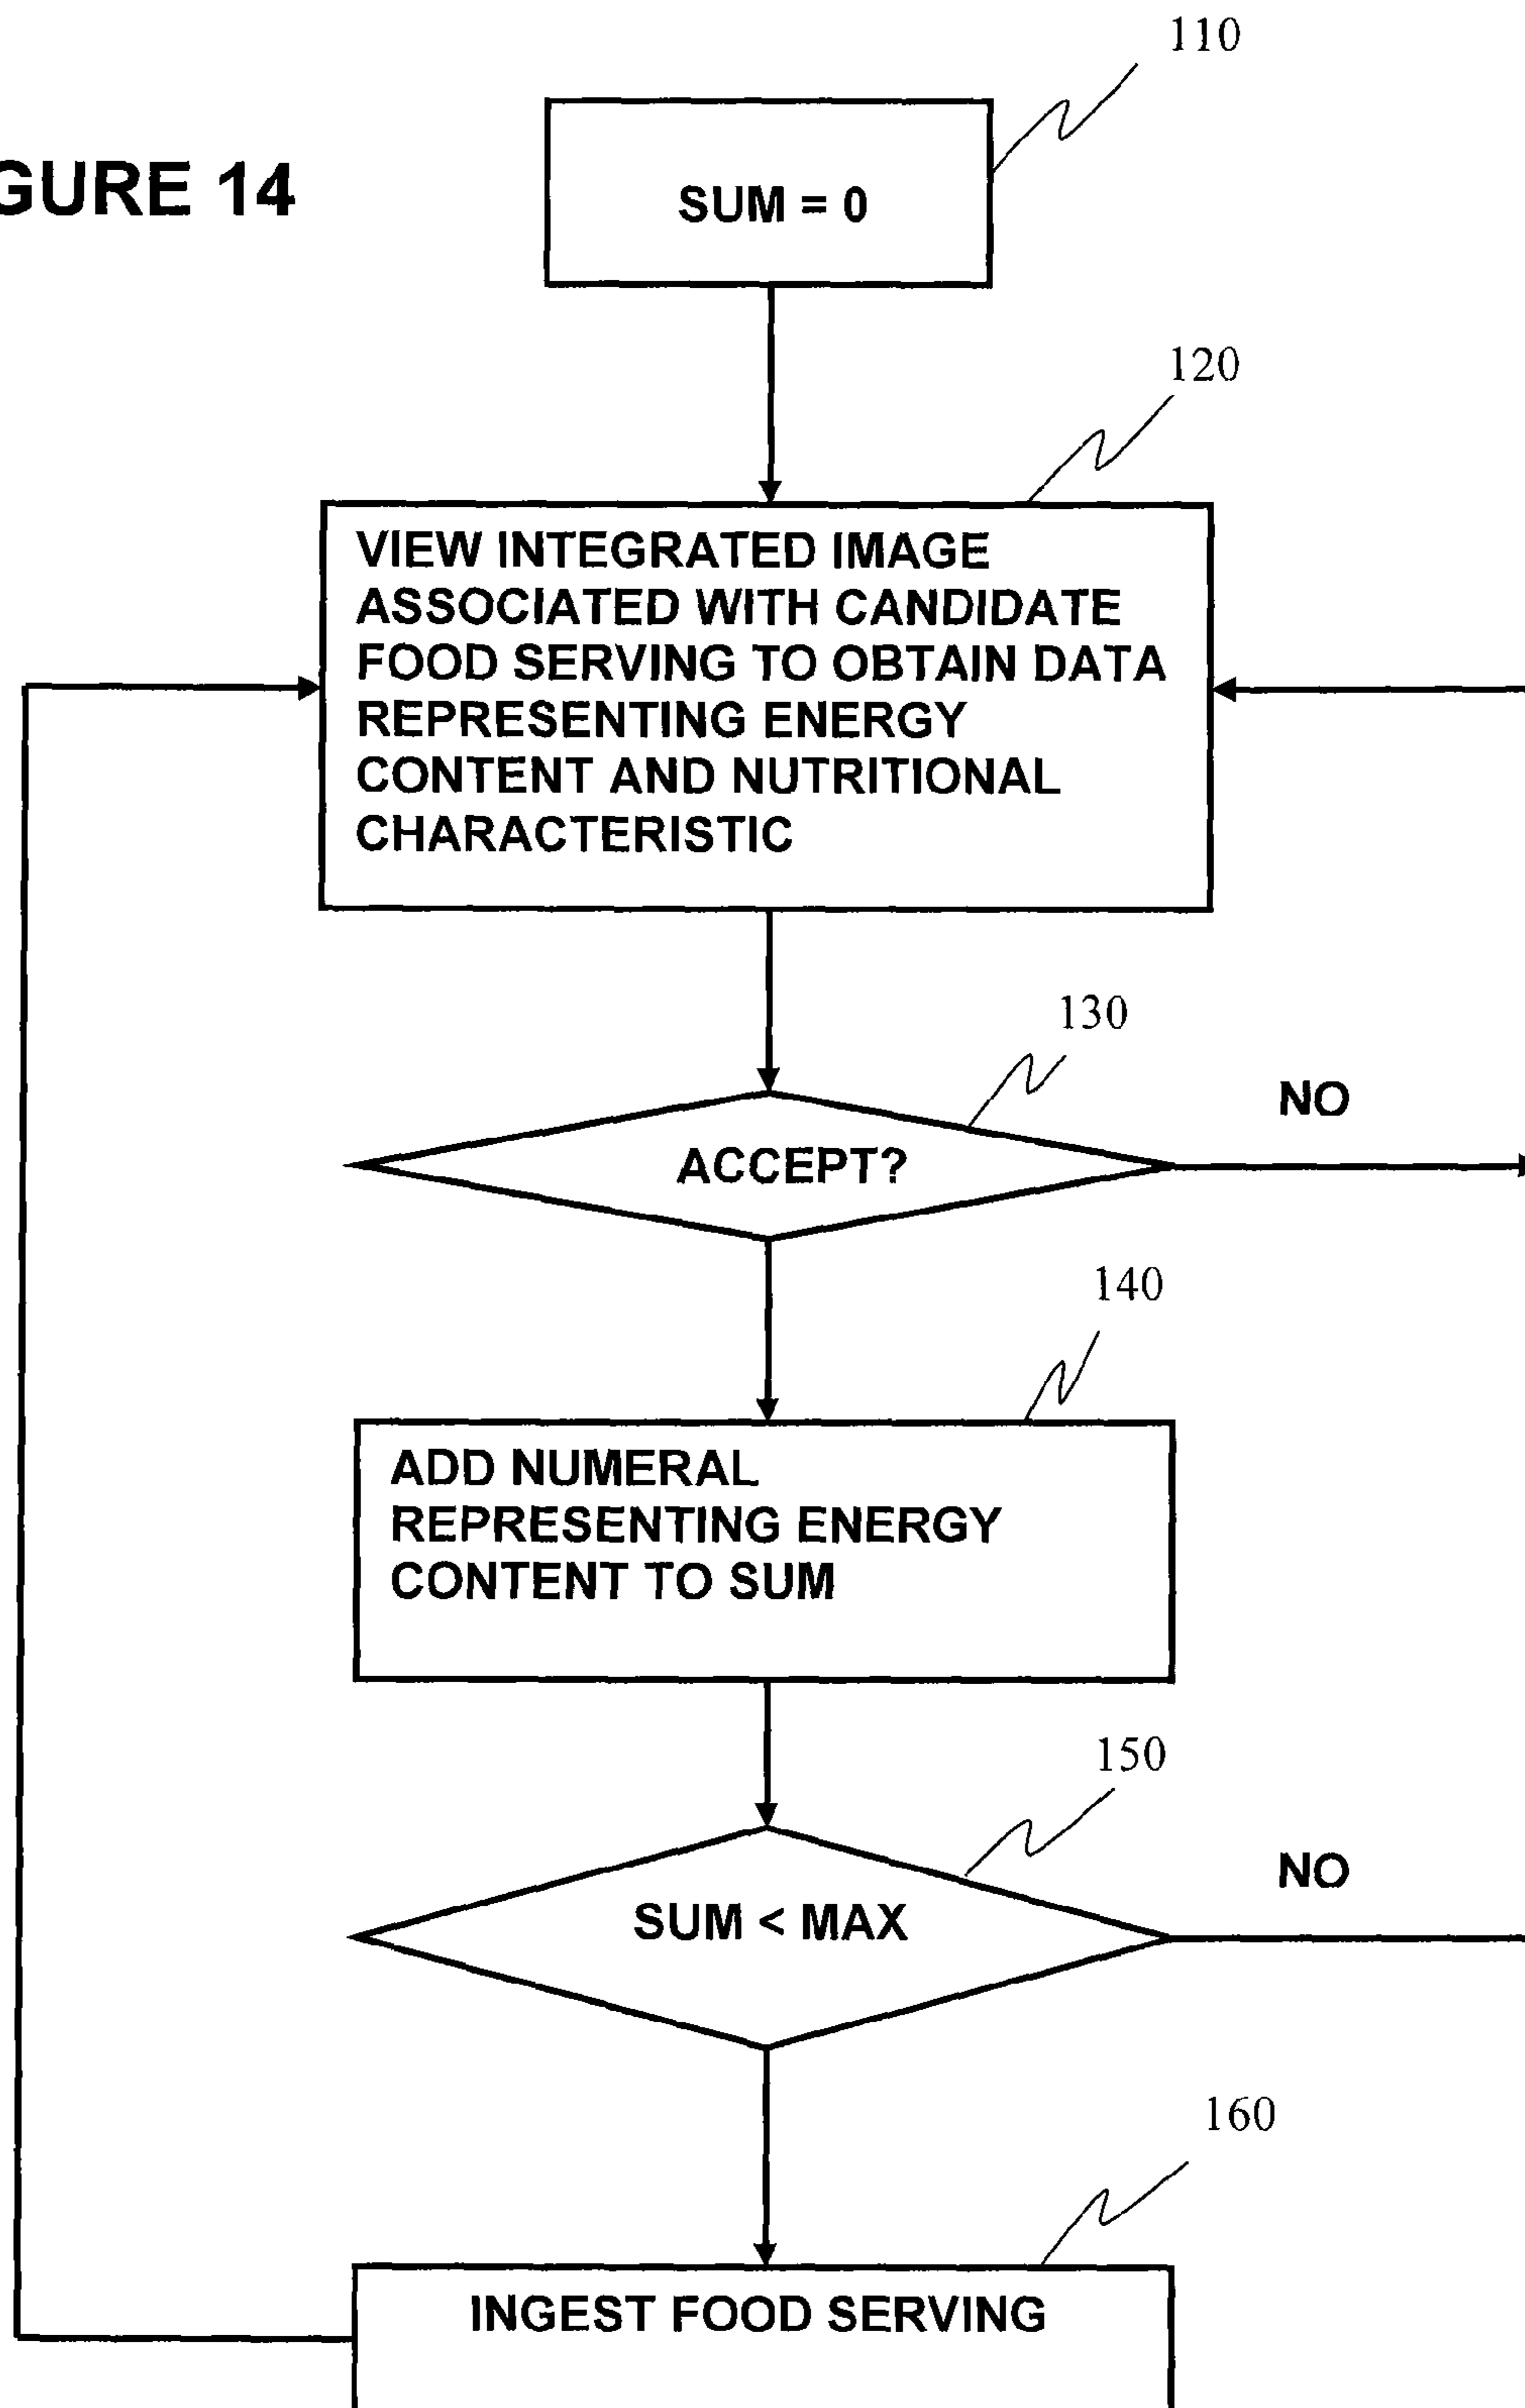 110
GURE 14
SUM = 0
120
VIEW INTEGRATED IMAGE
ASSOCIATED WITH CANDIDATE
FOOD SERVING TO OBTAIN DATA
REPRESENTING ENERGY
CONTENT AND NUTRITIONAL
CHARACTERISTIC
130
NO
ACCEPT?
140
ADD NUMERAL
REPRESENTING ENERGY
CONTENT TO SUM
150
NO
SUM < MAX
160
INGEST FOOD SERVING